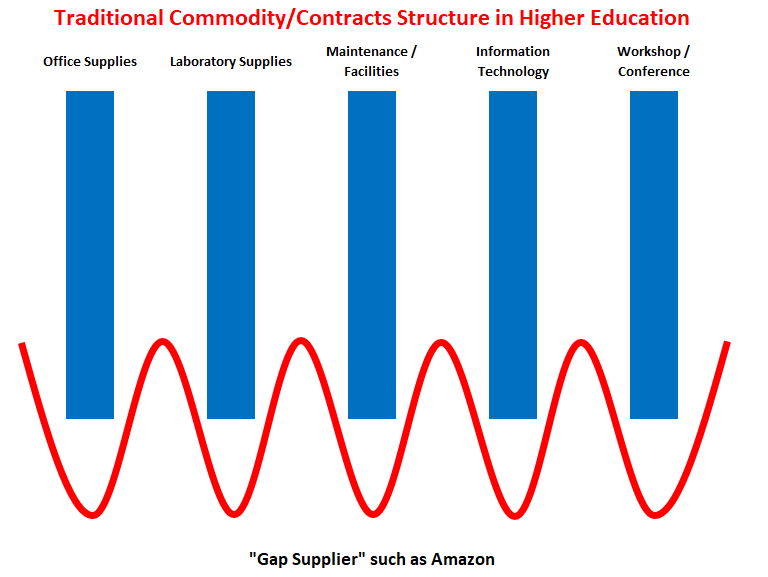 Traditional Commodity/Contracts Structure in Higher Education
Office Supplies
Laboratory Supplies
Maintenance /
Facilities
Information
Technology
Workshop /
Conference
"Gap Supplier" such as Amazon